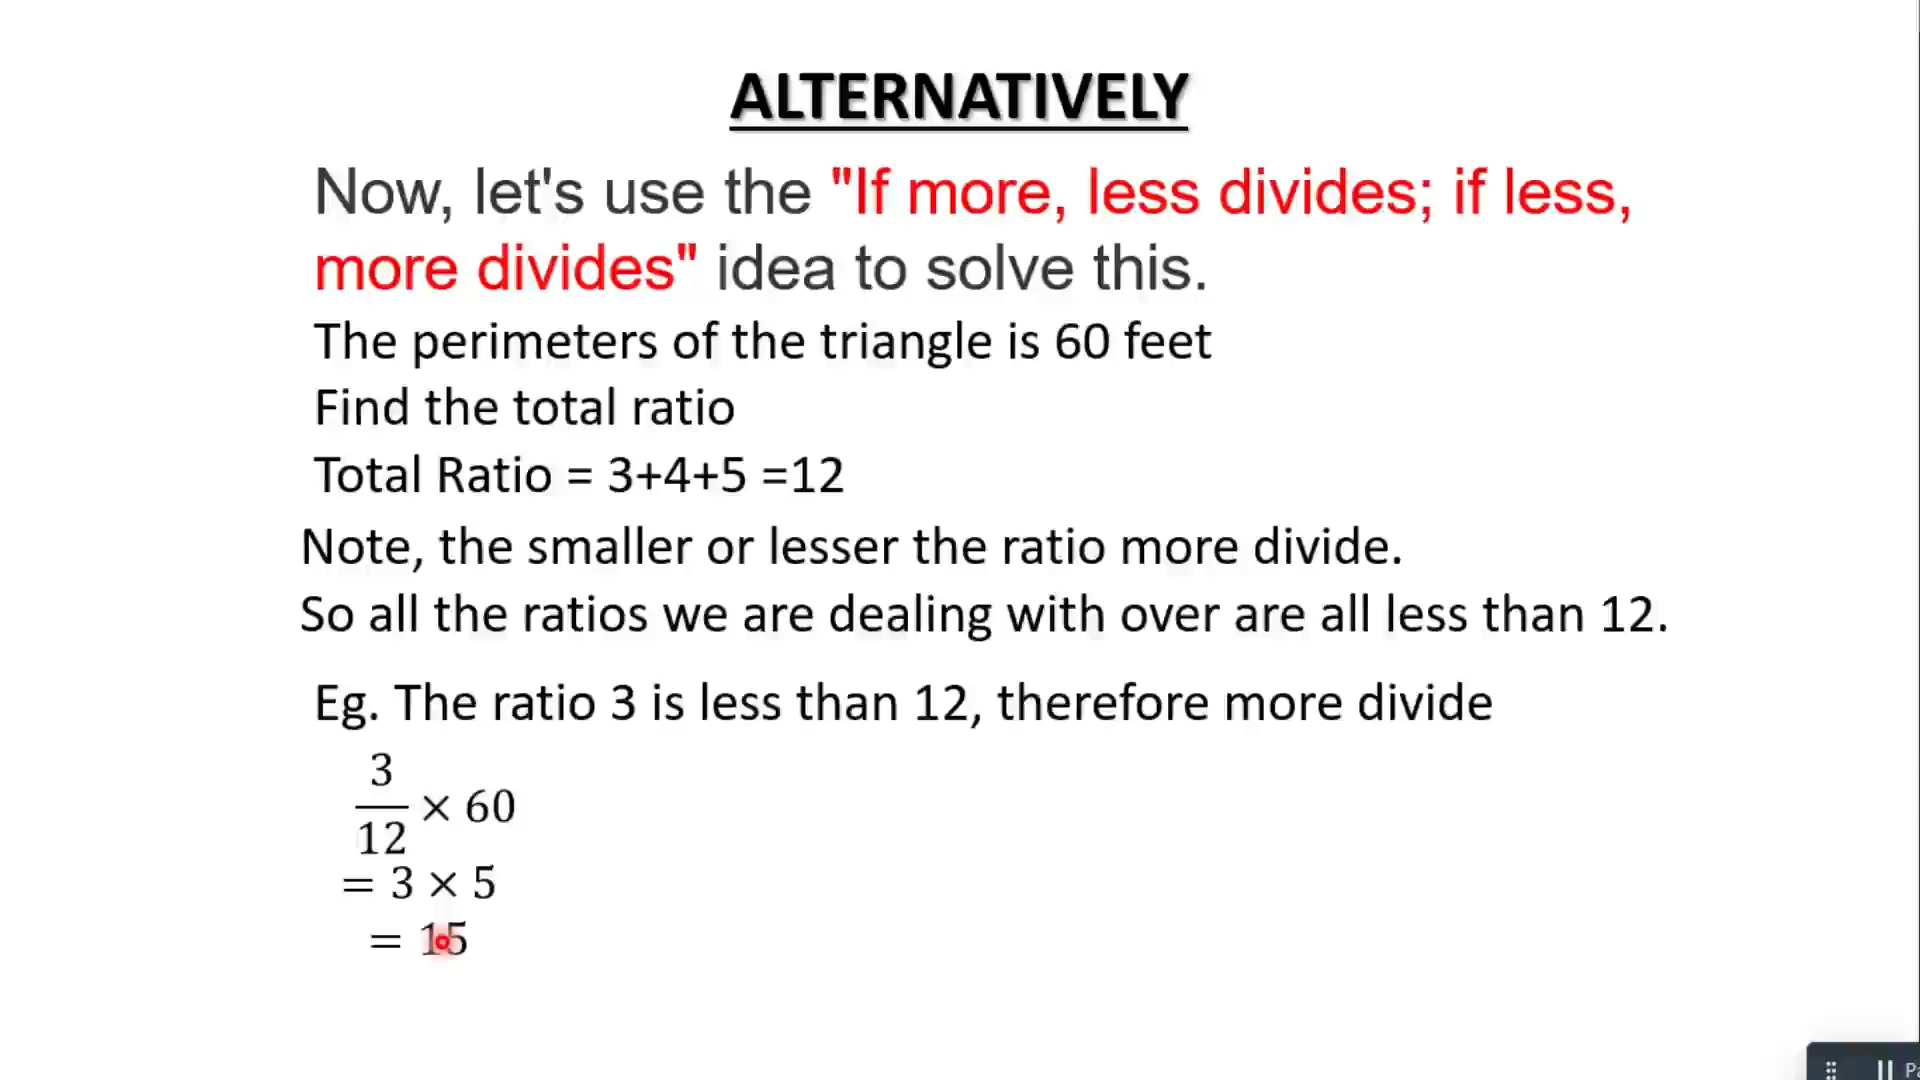 ALTERNATIVELY
Now, let's use the "If more, less divides; if less,
more divides" idea to solve this.
The perimeters of the triangle is 60 feet
Find the total ratio
Total Ratio = 3+4+5 =12
Note, the smaller or lesser the ratio more divide.
So all the ratios we are dealing with over are all less than 12.
Eg. The ratio 3 is less than 12, therefore more divide
3/12 × 60
= 3 × 5
= 15